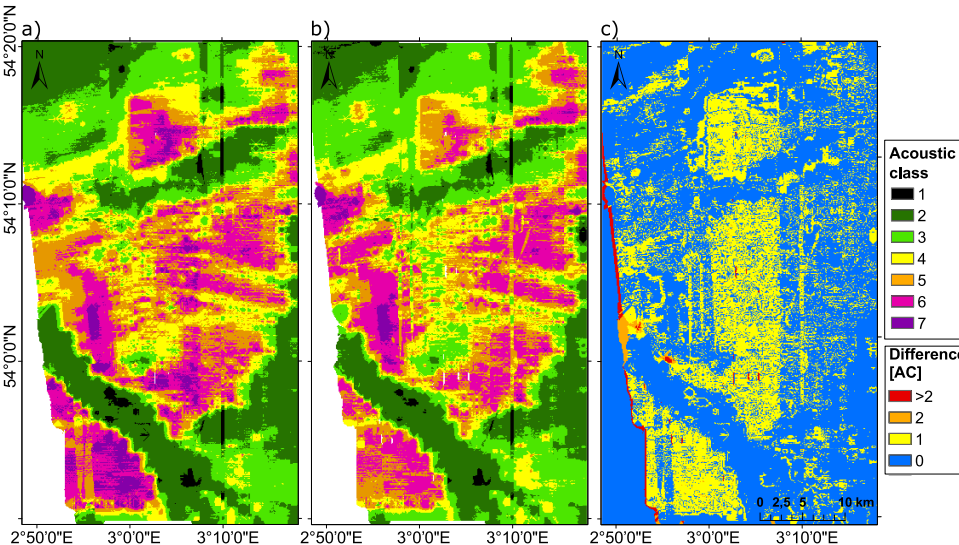 a)
b)
c)
N
N
N
54°20'0"N
54°10'0"N
54°0'0"N
Acoustic
class
1
2
3
4
5
6
7
Difference
[AC]
>2
2
1
0
0 2,5 5 10 km
2°50'0"E 3°0'0"E 3°10'0"E 2°50'0"E 3°0'0"E 3°10'0"E 2°50'0"E 3°0'0"E 3°10'0"E